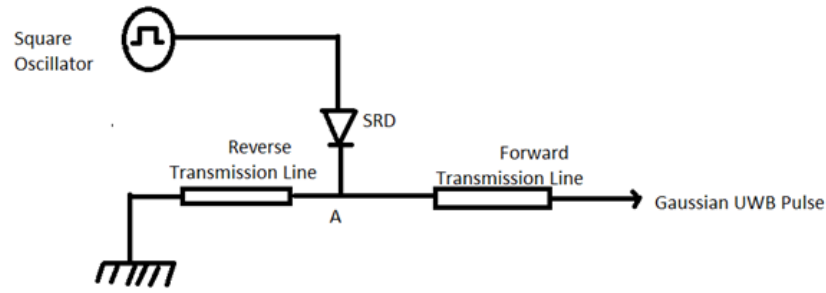 Square
Oscillator
SRD
Reverse
Transmission Line
Forward
Transmission Line
A
Gaussian UWB Pulse